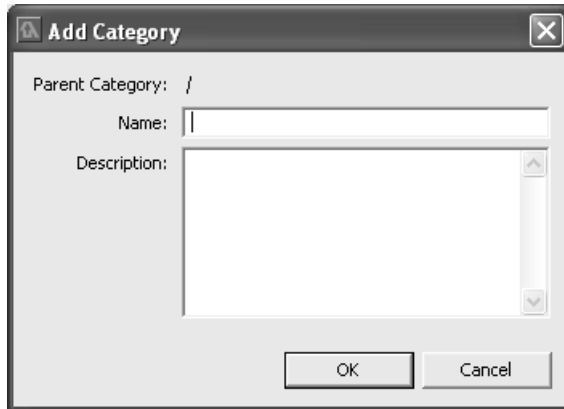 Add Category
Parent Category: /
Name:
Description:
OK Cancel